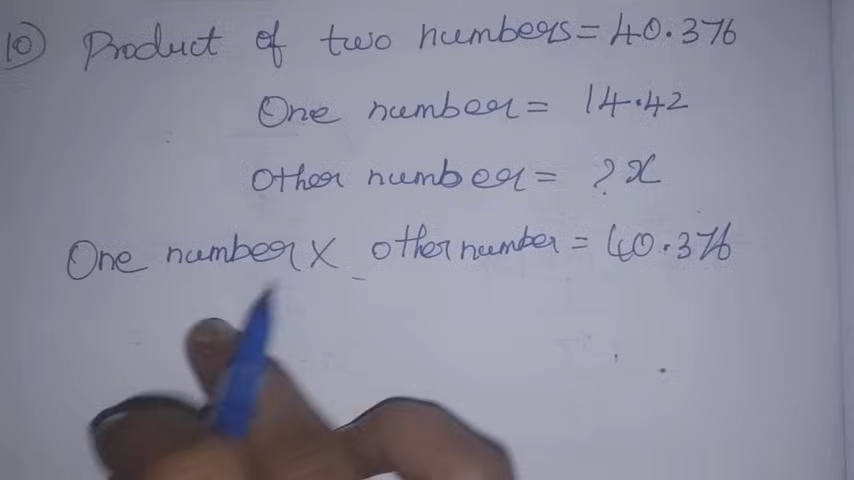 10) Product of two numbers = 40.376
One number = 14.42
Other number = ? x
One number X other number = 40.376